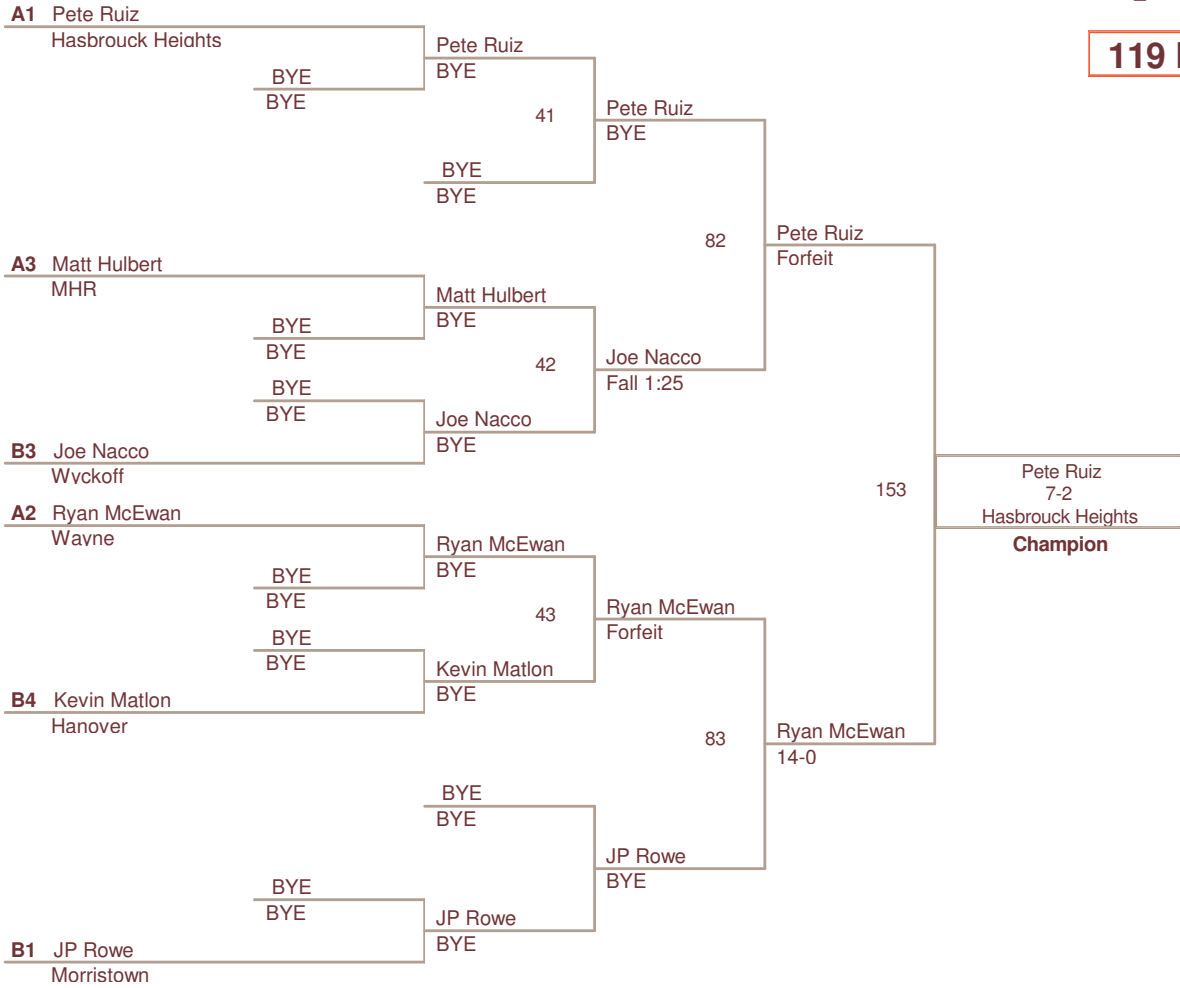 A1 Pete Ruiz
Hasbrouck Heights
Pete Ruiz
119
BYE
BYE
BYE
41
Pete Ruiz
BYE
BYE
BYE
82
Pete Ruiz
Forfeit
A3 Matt Hulbert
MHR
Matt Hulbert
BYE
BYE
BYE
42
Joe Nacco
Fall 1:25
BYE
BYE
Joe Nacco
BYE
B3 Joe Nacco
Wyckoff
153
Pete Ruiz
7-2
Hasbrouck Heights
Champion
A2 Ryan McEwan
Wayne
Ryan McEwan
BYE
BYE
BYE
43
Ryan McEwan
Forfeit
BYE
BYE
Kevin Matlon
BYE
B4 Kevin Matlon
Hanover
83
Ryan McEwan
14-0
BYE
BYE
JP Rowe
BYE
BYE
BYE
JP Rowe
BYE
B1 JP Rowe
Morristown